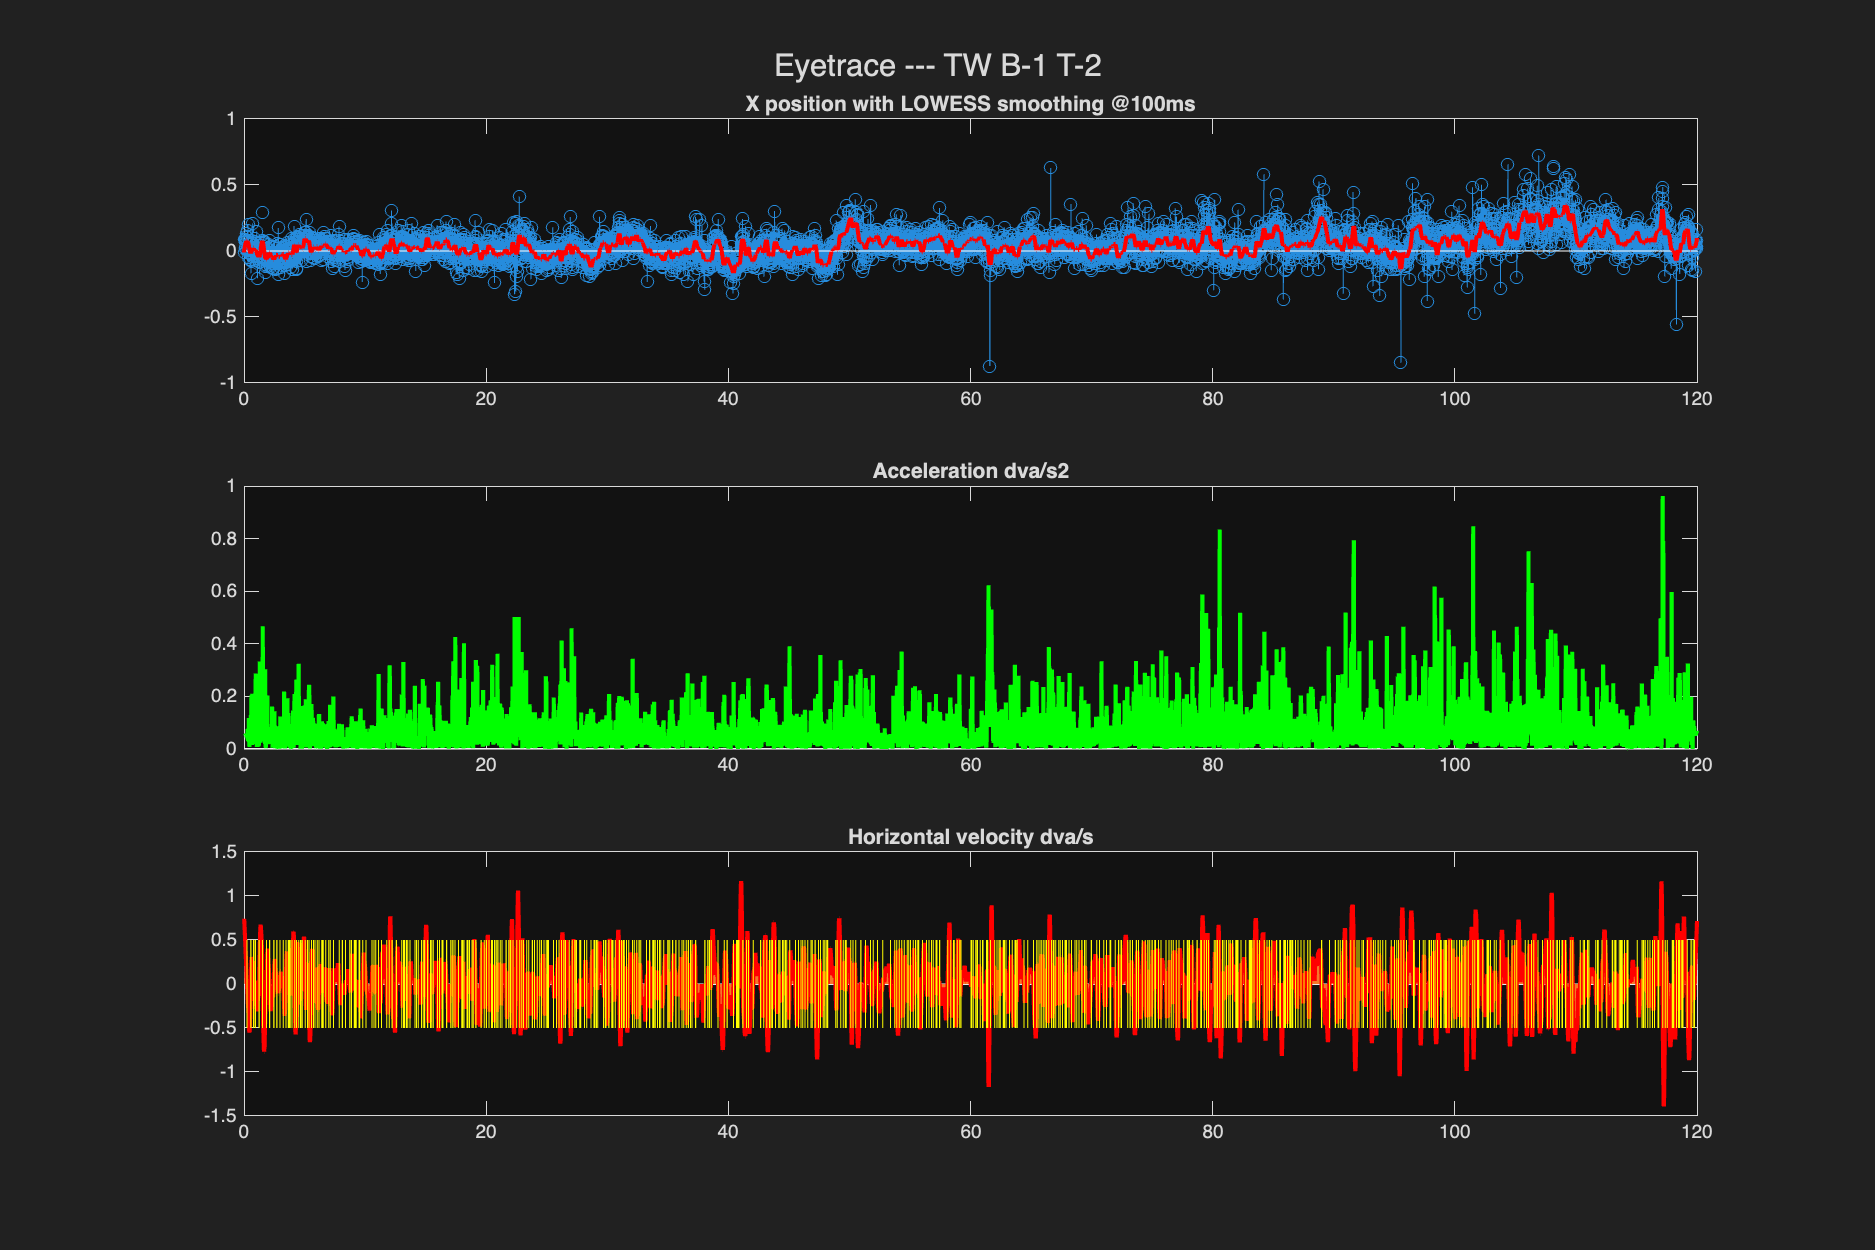 Eyetrace --- TW B-1 T-2
X position with LOWESS smoothing @100ms
1
0.5
0
-0.5
-1
0 20 40 60 80 100 120
Acceleration dva/s2
1
0.8
0.6
0.4
0.2
0
0 20 40 60 80 100 120
Horizontal velocity dva/s
1.5
1
0.5
0
-0.5
-1
-1.5
0 20 40 60 80 100 120